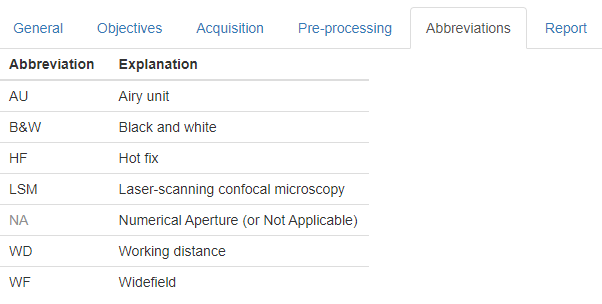 General Objectives Acquisition Pre-processing Abbreviations Report
Abbreviation Explanation
AU Airy unit
B&W Black and white
HF Hot fix
LSM Laser-scanning confocal microscopy
NA Numerical Aperture (or Not Applicable)
WD Working distance
WF Widefield